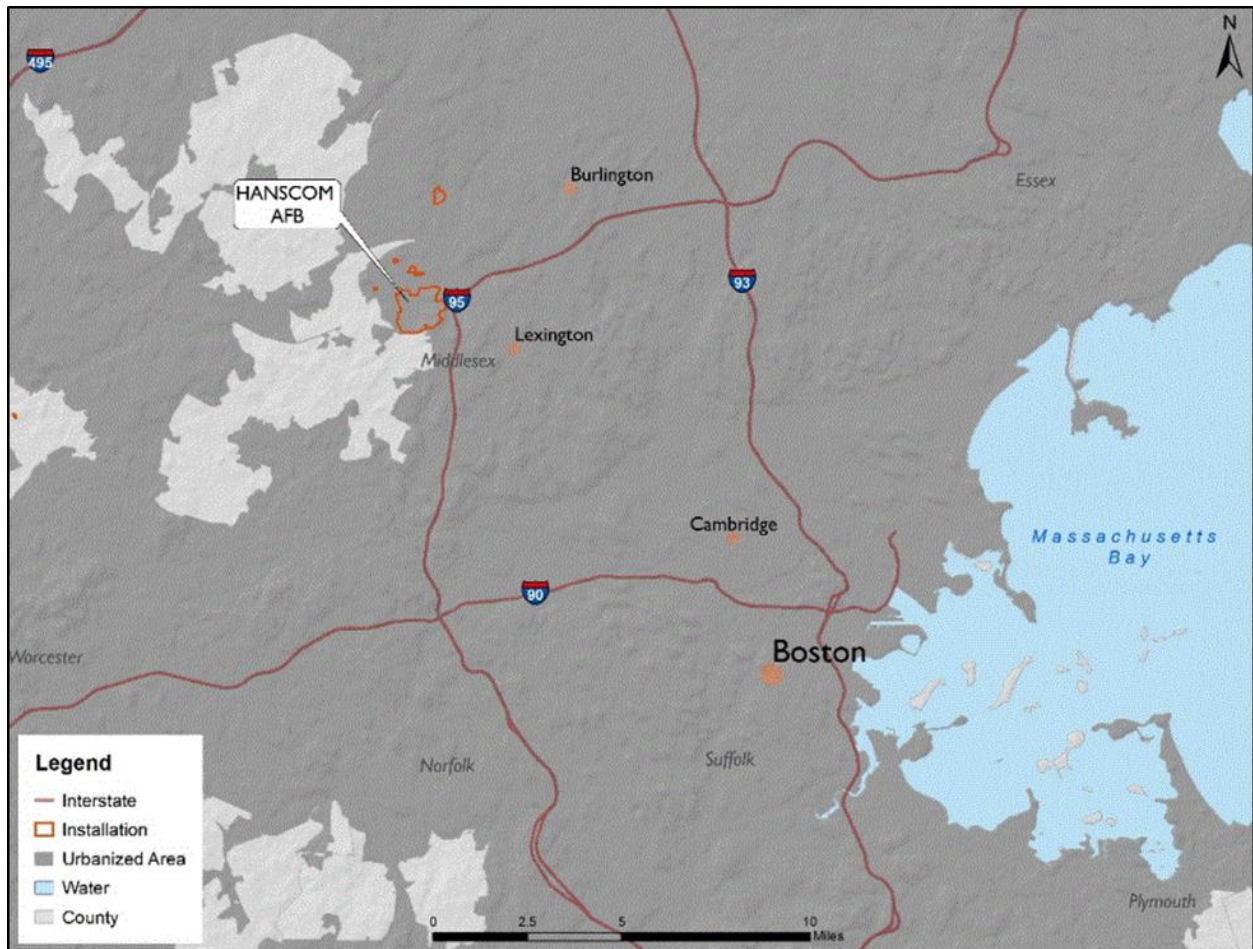 N
495
Burlington
Essex
HANSCOM
AFB
93
95
Lexington
Middlesex
Cambridge
Massachusetts
Bay
90
Boston
Worcester
Suffolk
Norfolk
Legend
Interstate
Installation
Urbanized Area
Water
County
Plymouth
0 2.5 5 10
Miles